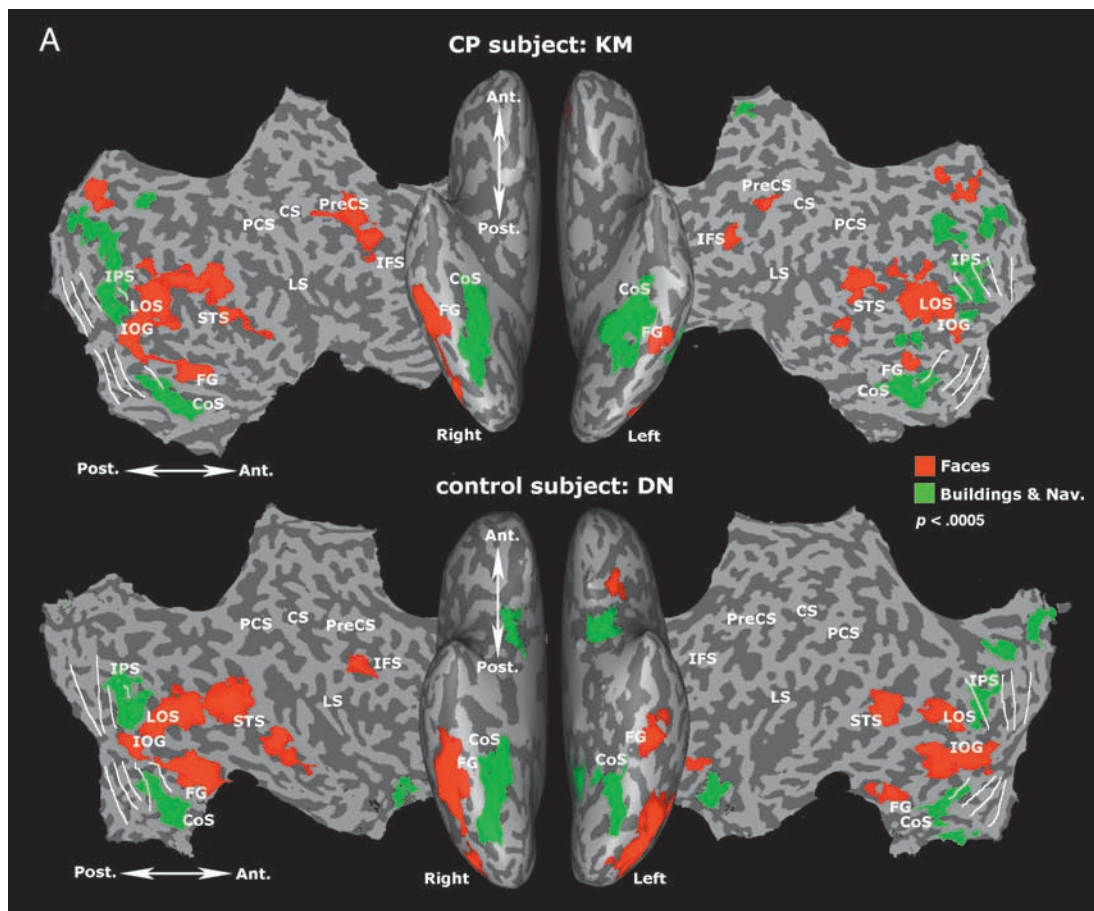 A
CP subject: KM
Ant.
Post.
PreCS
CS
PCS
IFS
LS
IPS
LOS
STS
IOG
FG
CoS
CoS
FG
Right
Post. Ant.
CoS
FG
Left
PreCS
CS
IFS
PCS
LS
IPS
STS
LOS
IOG
FG
CoS
Faces
Buildings & Nav.
p < .0005
control subject: DN
Ant.
Post.
CS
PCS
PreCS
IFS
IPS
LS
LOS
STS
IOG
FG
CoS
CoS
FG
Right
Post. Ant.
FG
CoS
Left
CS
PreCS
PCS
IFS
LS
IPS
STS
LOS
IOG
FG
CoS